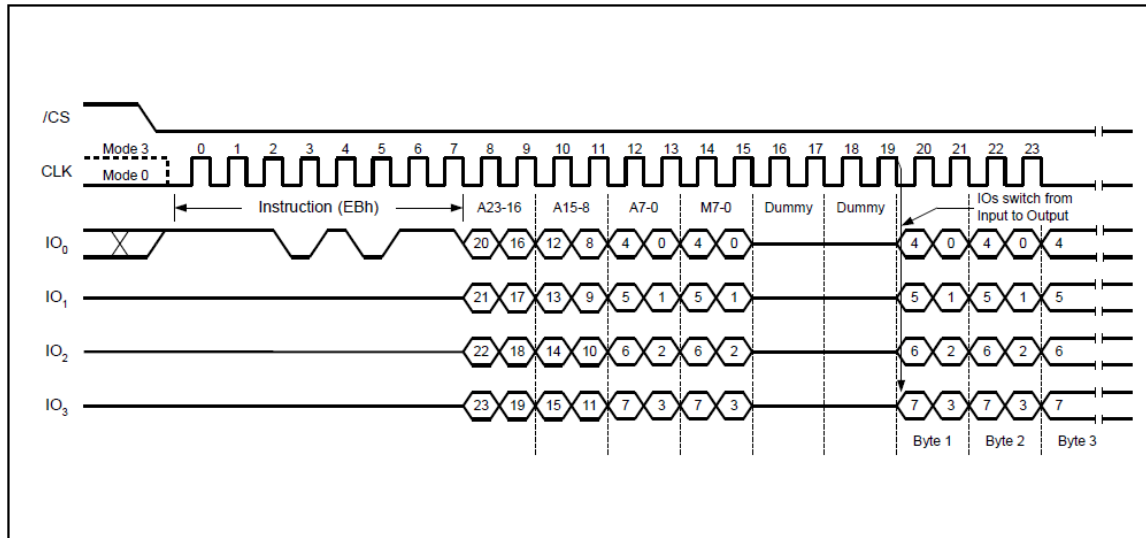 /CS
Mode 3 0 1 2 3 4 5 6 7 8 9 10 11 12 13 14 15 16 17 18 19 20 21 22 23
CLK Mode 0
Instruction (EBh) A23-16 A15-8 A7-0 M7-0 Dummy Dummy IOs switch from
Input to Output
IO0 20 16 12 8 4 0 4 0 4 0 4 0 4
IO1 21 17 13 9 5 1 5 1 5 1 5 1 5
IO2 22 18 14 10 6 2 6 2 6 2 6 2 6
IO3 23 19 15 11 7 3 7 3 7 3 7 3 7
Byte 1 Byte 2 Byte 3